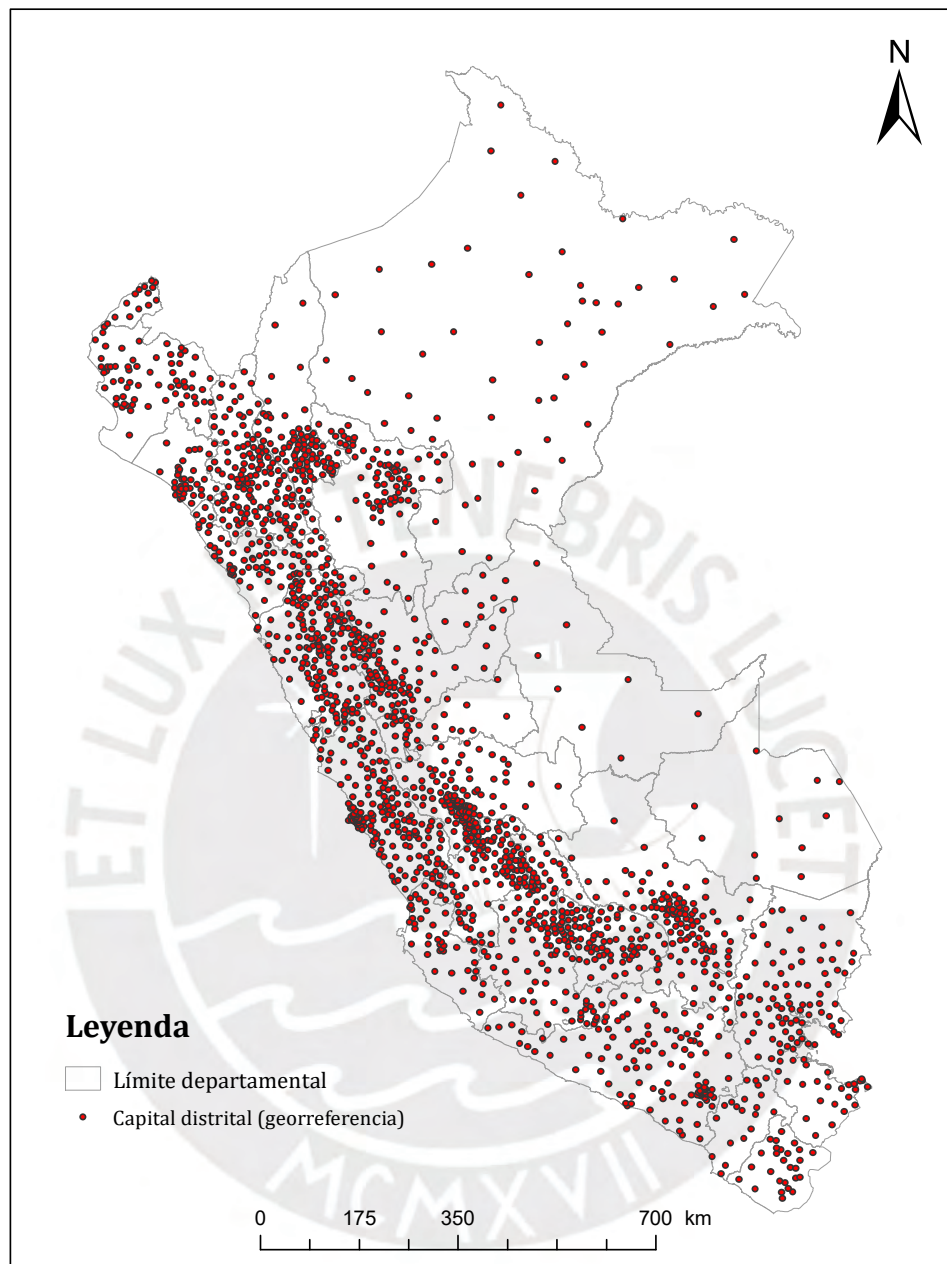 N
ET LUX IN TENEBRIS LUCET
Leyenda
Límite departamental
Capital distrital (georreferencia)
MCMXVII
0 175 350 700 km